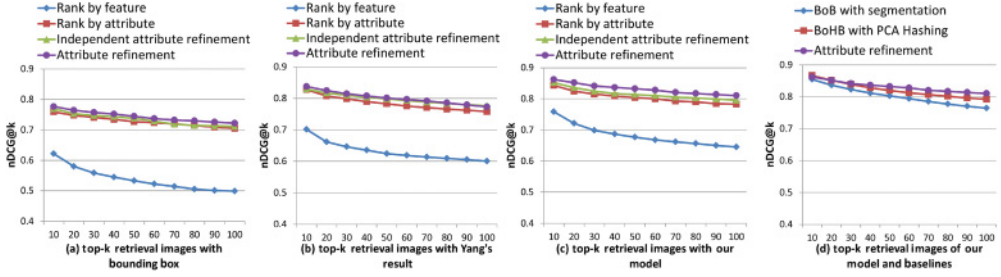 Rank by feature
Rank by attribute
Independent attribute refinement
Attribute refinement
0.9
0.8
0.7
0.6
0.5
0.4
nDCG@k
10 20 30 40 50 60 70 80 90 100
(a) top-k retrieval images with
bounding box
Rank by feature
Rank by attribute
Independent attribute refinement
Attribute refinement
0.9
0.8
0.7
0.6
0.5
0.4
nDCG@k
10 20 30 40 50 60 70 80 90 100
(b) top-k retrieval images with Yang's
result
Rank by feature
Rank by attribute
Independent attribute refinement
Attribute refinement
0.9
0.8
0.7
0.6
0.5
0.4
nDCG@k
10 20 30 40 50 60 70 80 90 100
(c) top-k retrieval images with our
model
BoB with segmentation
BoHB with PCA Hashing
Attribute refinement
0.9
0.8
0.7
0.6
0.5
0.4
nDCG@k
10 20 30 40 50 60 70 80 90 100
(d) top-k retrieval images of our
model and baselines